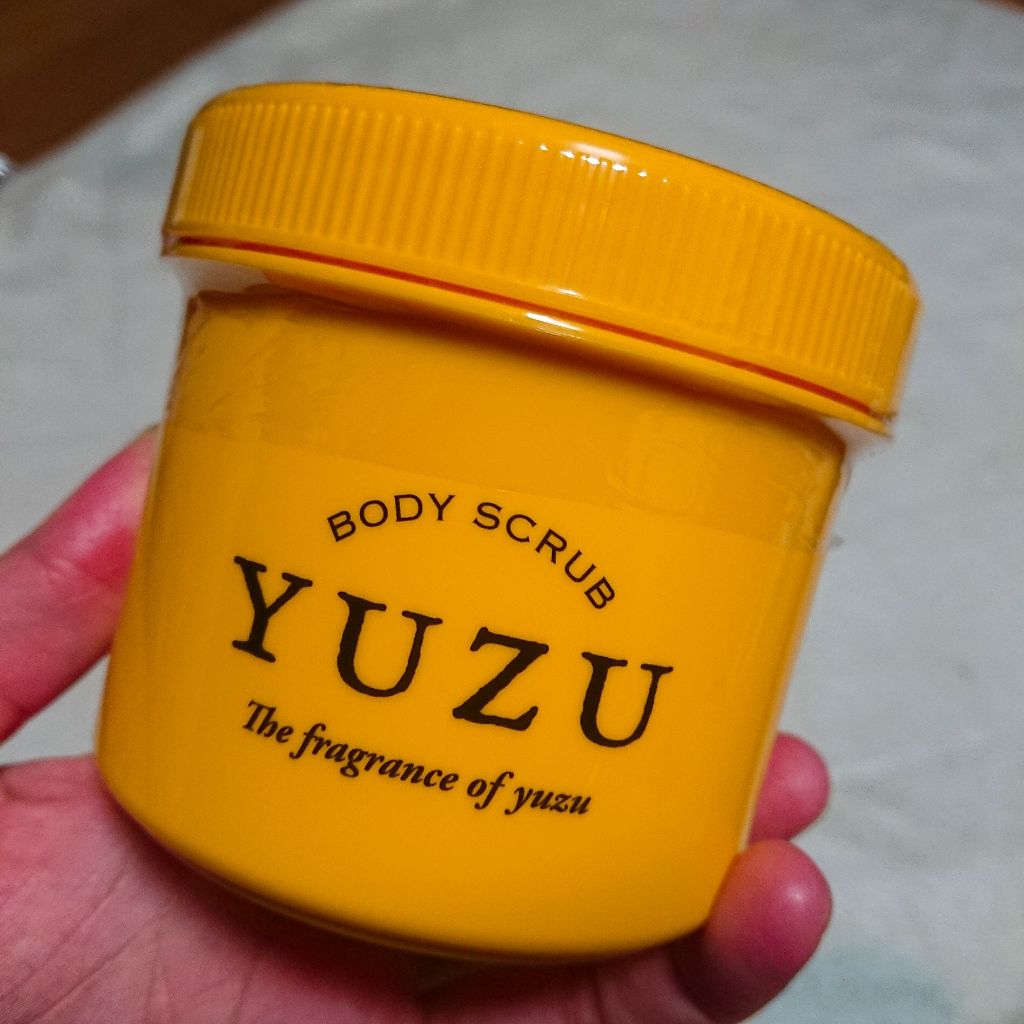 BODY SCRUB
YUZU
The fragrance of yuzu